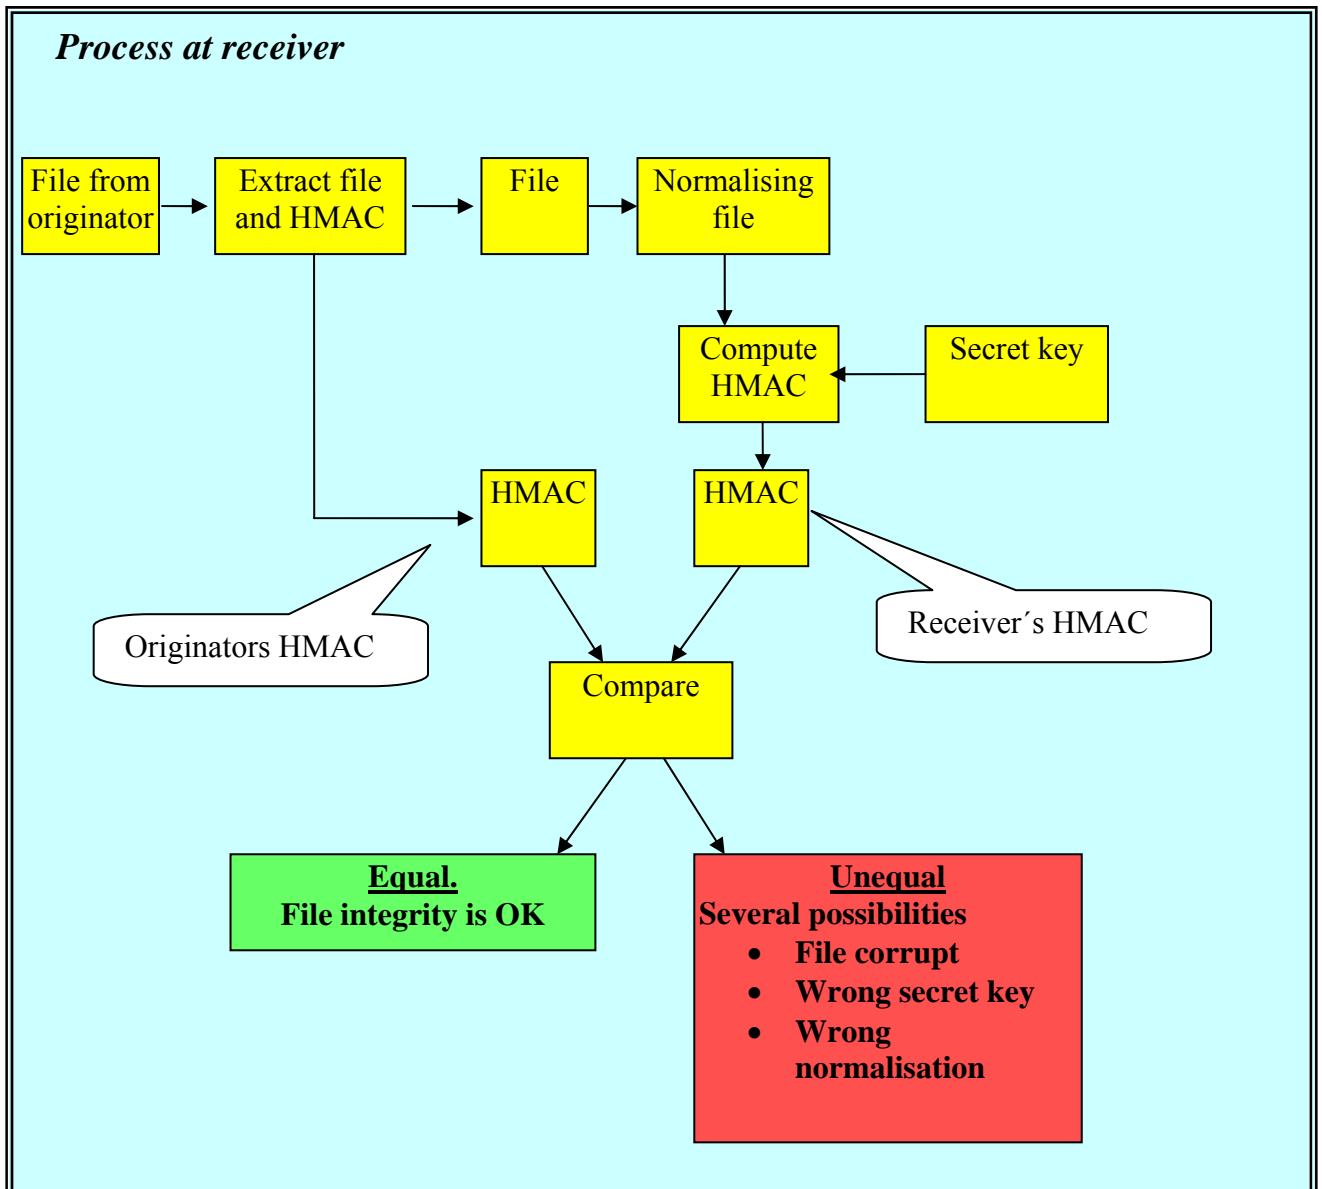 Process at receiver
File from
originator
Extract file
and HMAC
File
Normalising
file
Compute
HMAC
Secret key
HMAC
HMAC
Originators HMAC
Receiver´s HMAC
Compare
Equal.
File integrity is OK
Unequal
Several possibilities
• File corrupt
• Wrong secret key
• Wrong
normalisation